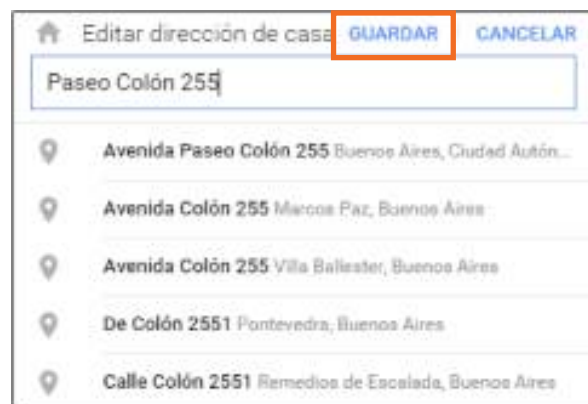 Editar dirección de casa GUARDAR CANCELAR
Paseo Colón 255
Avenida Paseo Colón 255 Buenos Aires, Ciudad Autón...
Avenida Colón 255 Marcos Paz, Buenos Aires
Avenida Colón 255 Villa Ballester, Buenos Aires
De Colón 2551 Pontevedra, Buenos Aires
Calle Colón 2551 Remedios de Escalada, Buenos Aires